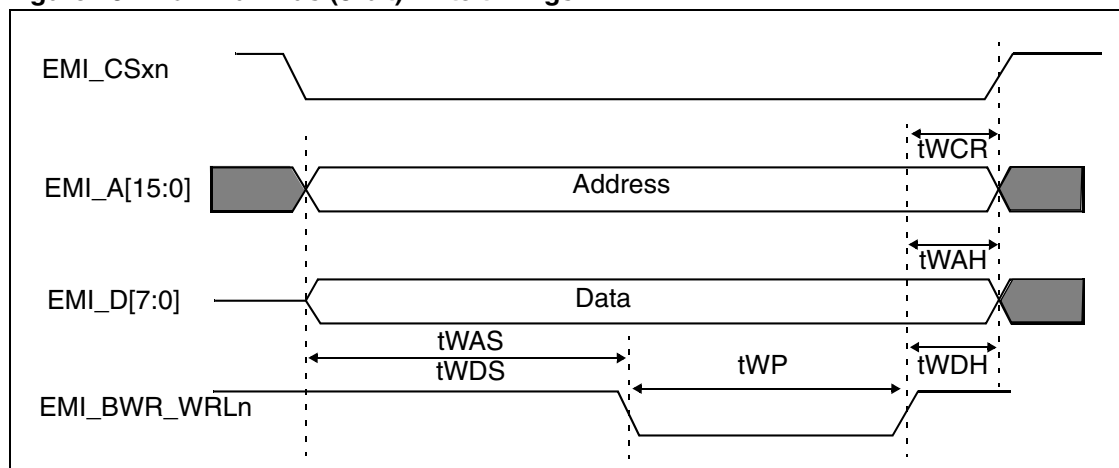 EMI_CSxn
tWCR
EMI_A[15:0]
Address
tWAH
EMI_D[7:0]
Data
tWAS
tWDS
tWP
tWDH
EMI_BWR_WRLn